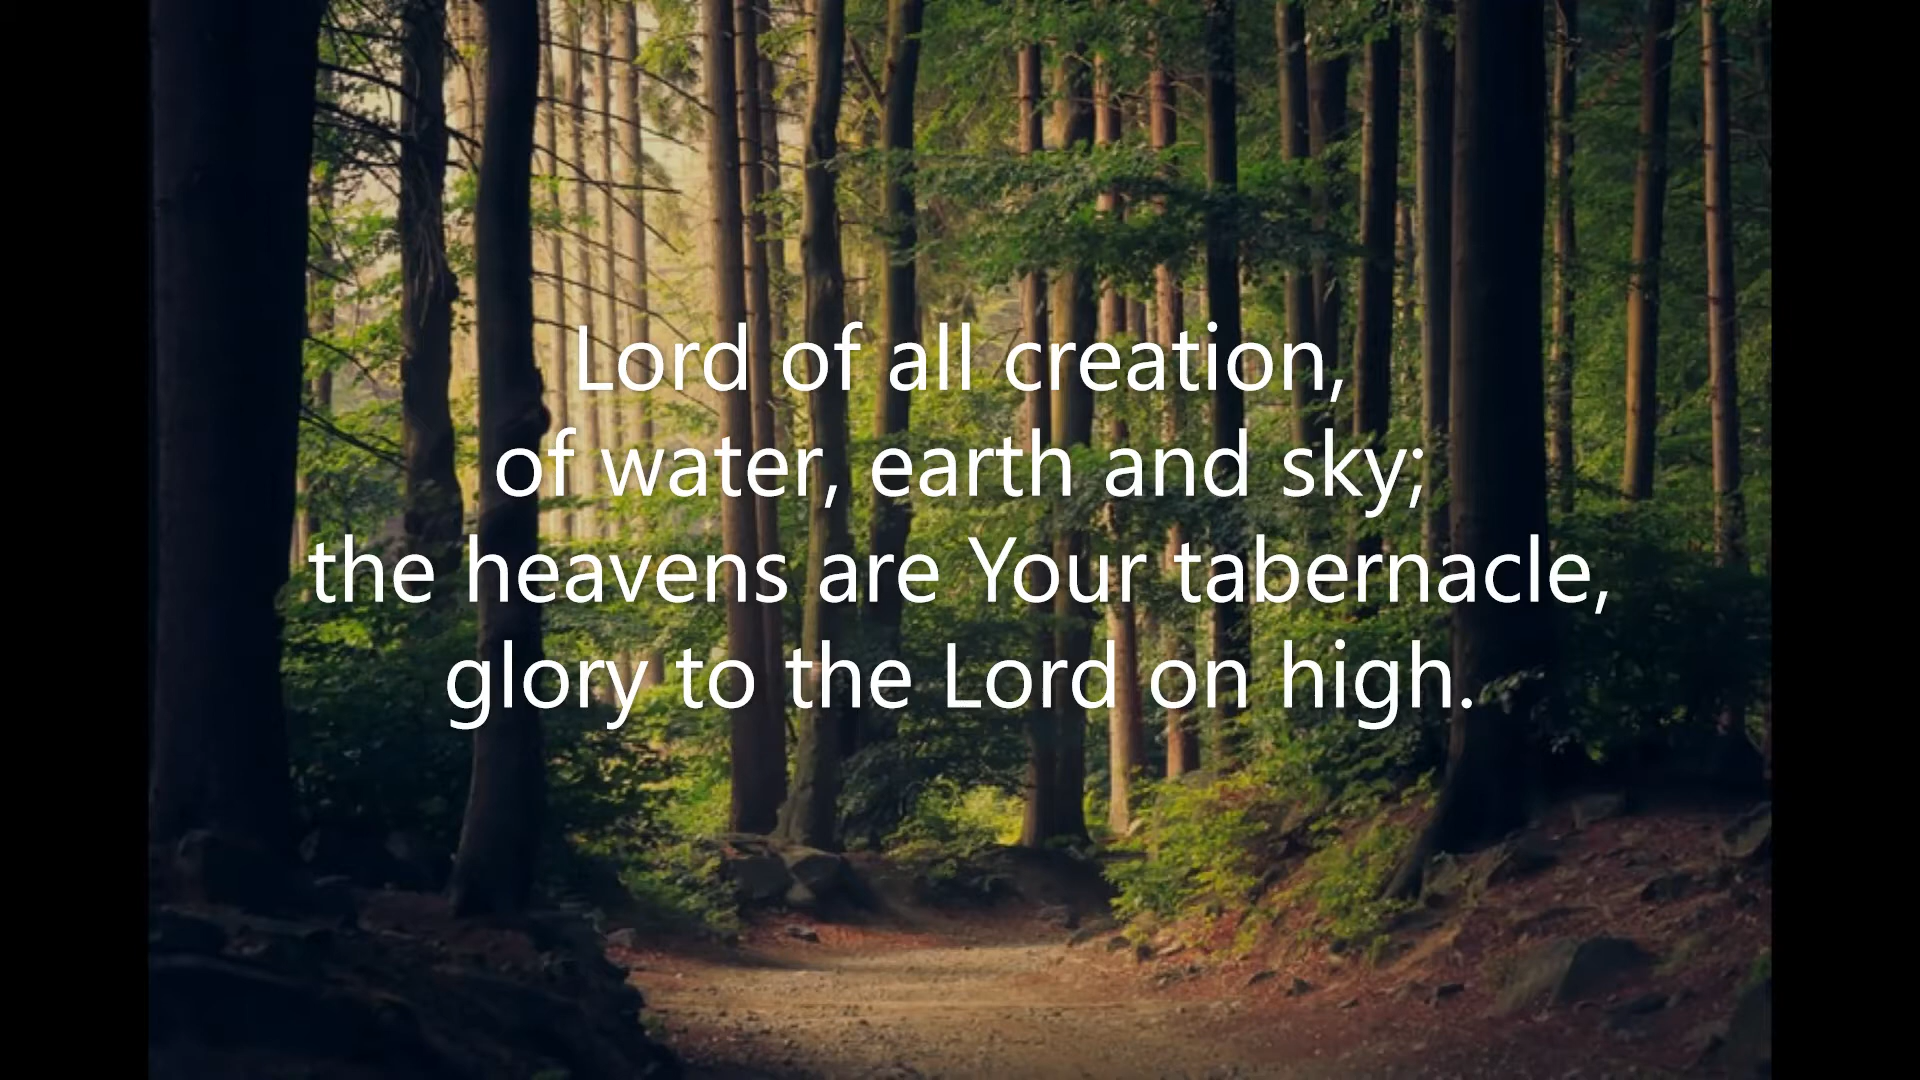 Lord of all creation,
of water, earth and sky;
the heavens are Your tabernacle,
glory to the Lord on high.